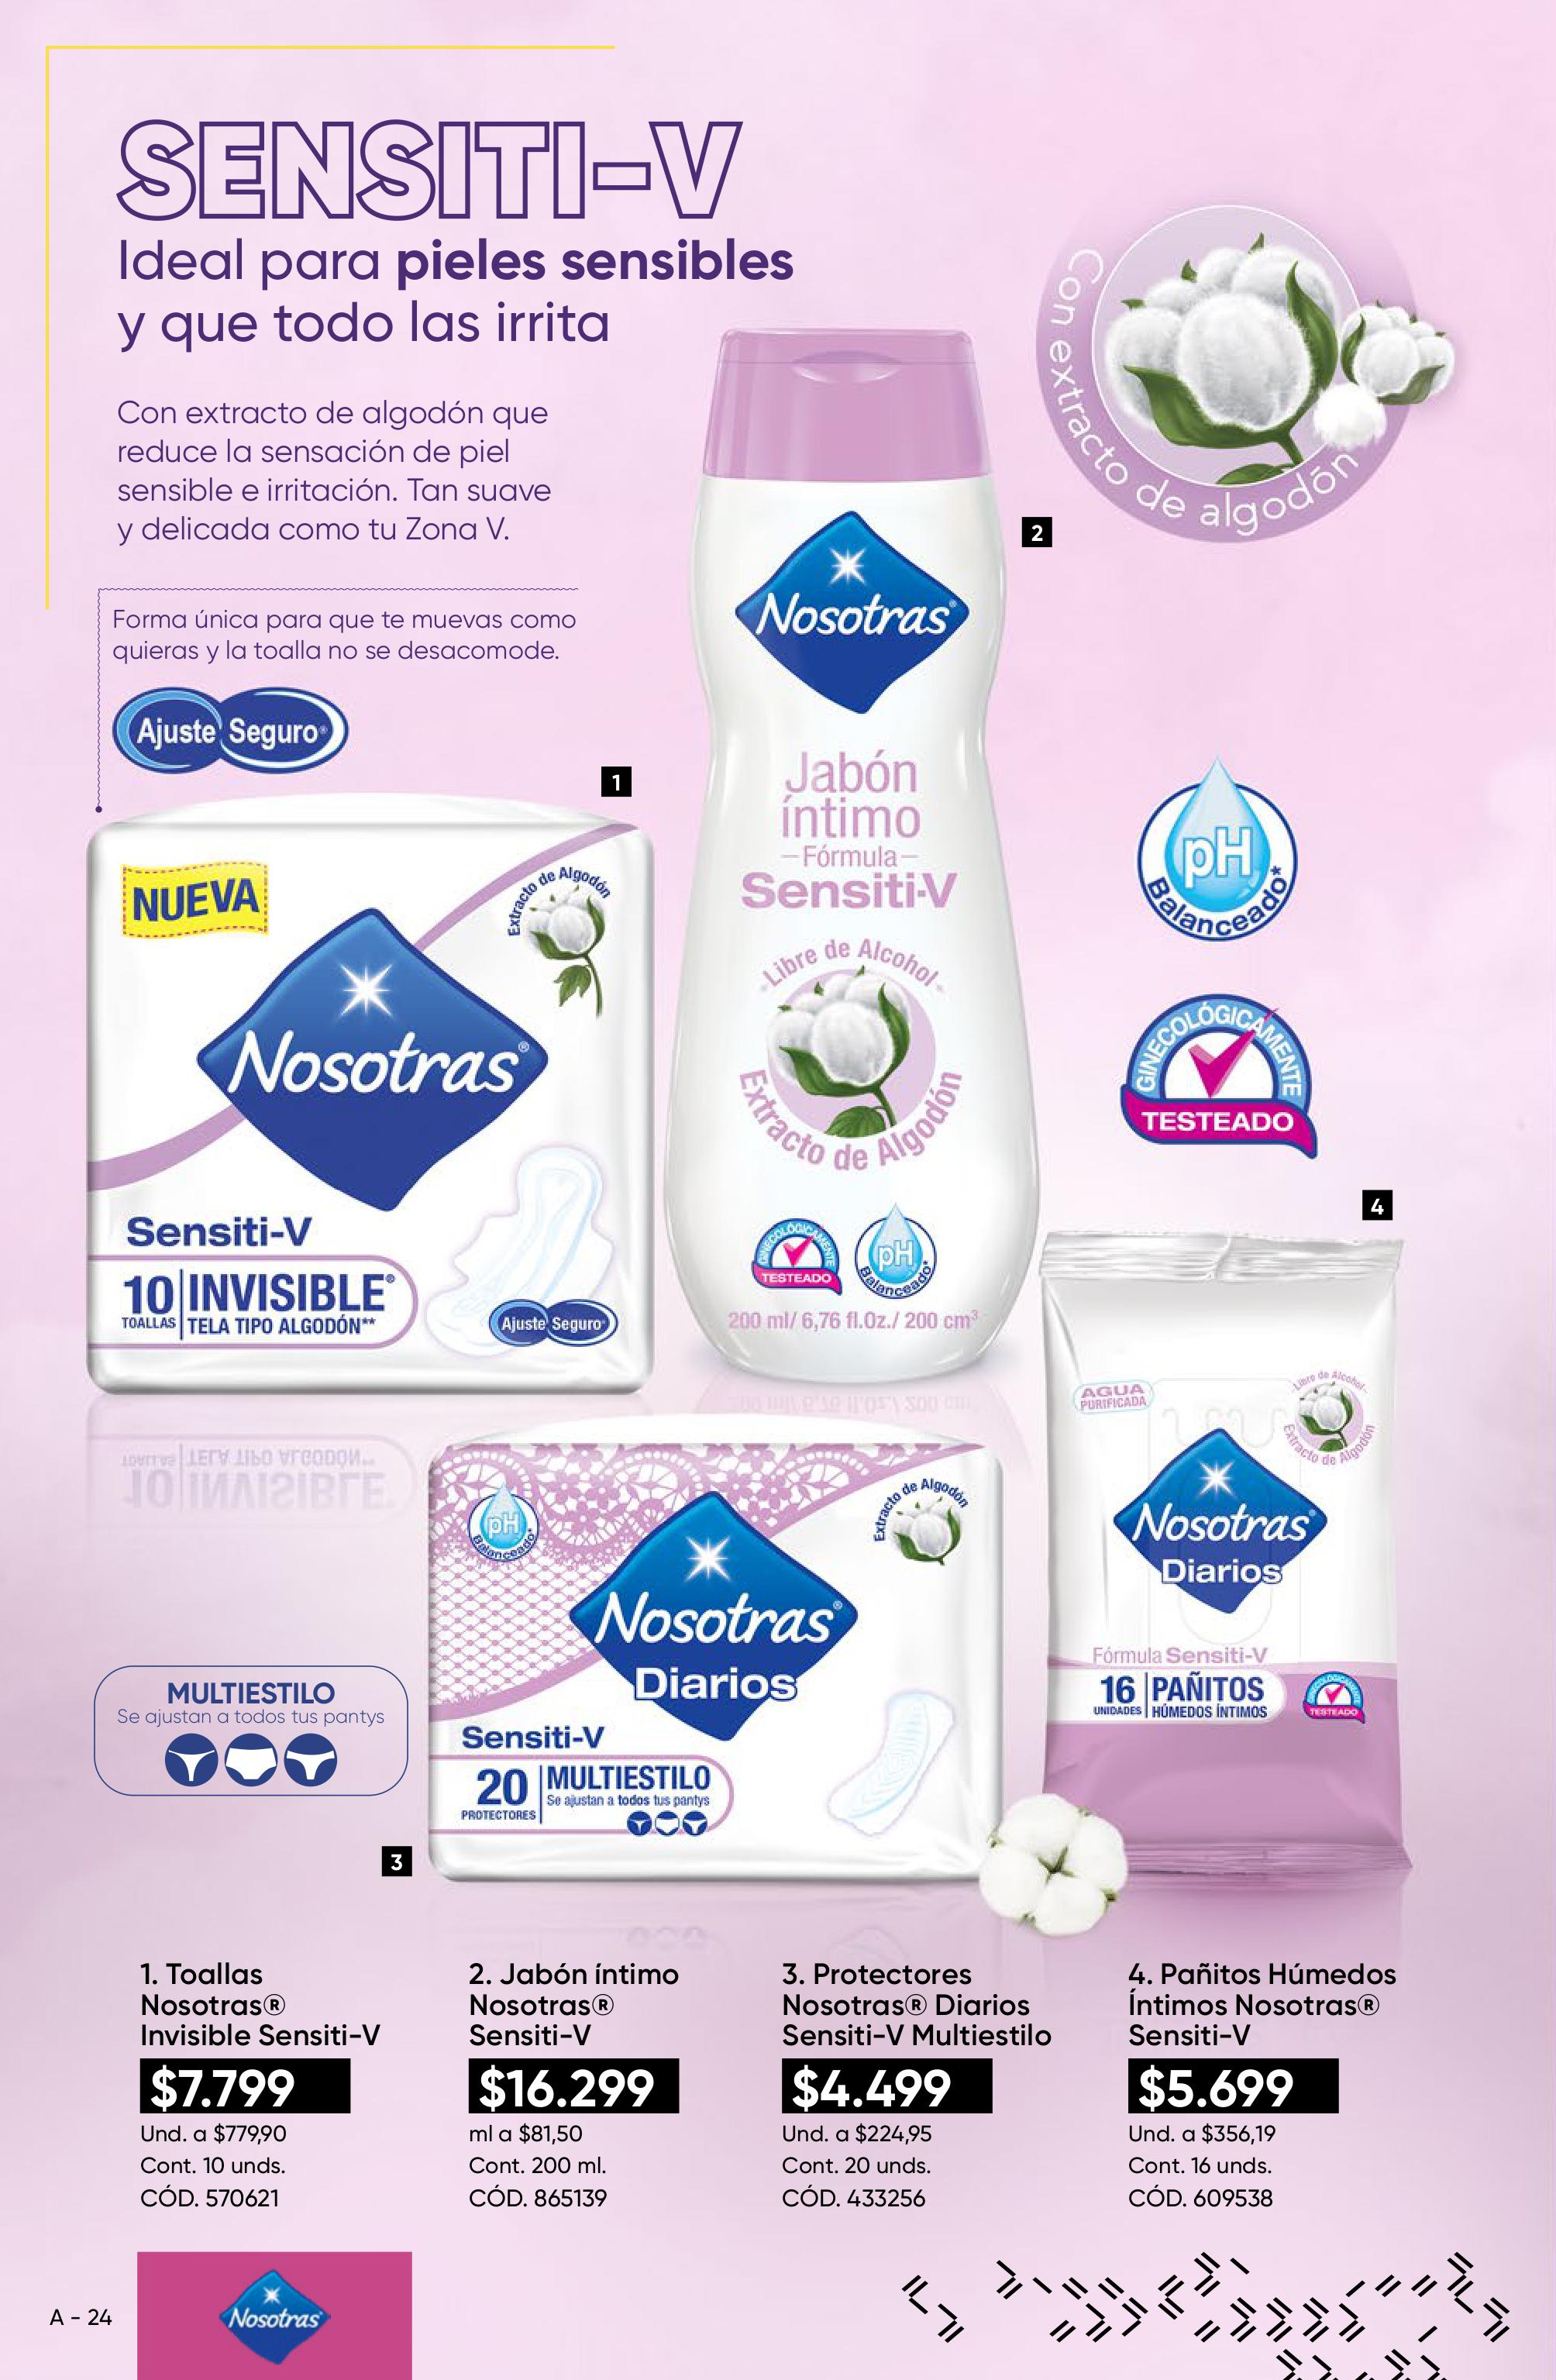 SENSITI-V
Ideal para pieles sensibles
y que todo las irrita
Con extracto de algodón que
reduce la sensación de piel
sensible e irritación. Tan suave
y delicada como tu Zona V.
Con extracto de algodón
Forma única para que te muevas como
quieras y la toalla no se desacomode.
Ajuste Seguro®
1
NUEVA
Extracto de Algodón
Nosotras®
Sensiti-V
10 INVISIBLE®
TOALLAS TELA TIPO ALGODÓN**
Ajuste Seguro®
2
Nosotras®
Jabón
íntimo
–Fórmula–
Sensiti-V
-Libre de Alcohol-
Extracto de Algodón
GINECOLÓGICAMENTE
TESTEADO
pH
Balanceado*
200 ml/ 6,76 fl.Oz./ 200 cm³
pH
Balanceado*
GINECOLÓGICAMENTE
TESTEADO
4
AGUA
PURIFICADA
-Libre de Alcohol-
Extracto de Algodón
Nosotras®
Diarios
Fórmula Sensiti-V
16 PAÑITOS
UNIDADES HÚMEDOS ÍNTIMOS
GINECOLÓGICAMENTE
TESTEADO
MULTIESTILO
Se ajustan a todos tus pantys
3
pH
Balanceado*
Extracto de Algodón
Nosotras®
Diarios
Sensiti-V
20 MULTIESTILO
PROTECTORES Se ajustan a todos tus pantys
1. Toallas
Nosotras®
Invisible Sensiti-V
$7.799
Und. a $779,90
Cont. 10 unds.
CÓD. 570621
2. Jabón íntimo
Nosotras®
Sensiti-V
$16.299
ml a $81,50
Cont. 200 ml.
CÓD. 865139
3. Protectores
Nosotras® Diarios
Sensiti-V Multiestilo
$4.499
Und. a $224,95
Cont. 20 unds.
CÓD. 433256
4. Pañitos Húmedos
Íntimos Nosotras®
Sensiti-V
$5.699
Und. a $356,19
Cont. 16 unds.
CÓD. 609538
A - 24
Nosotras®